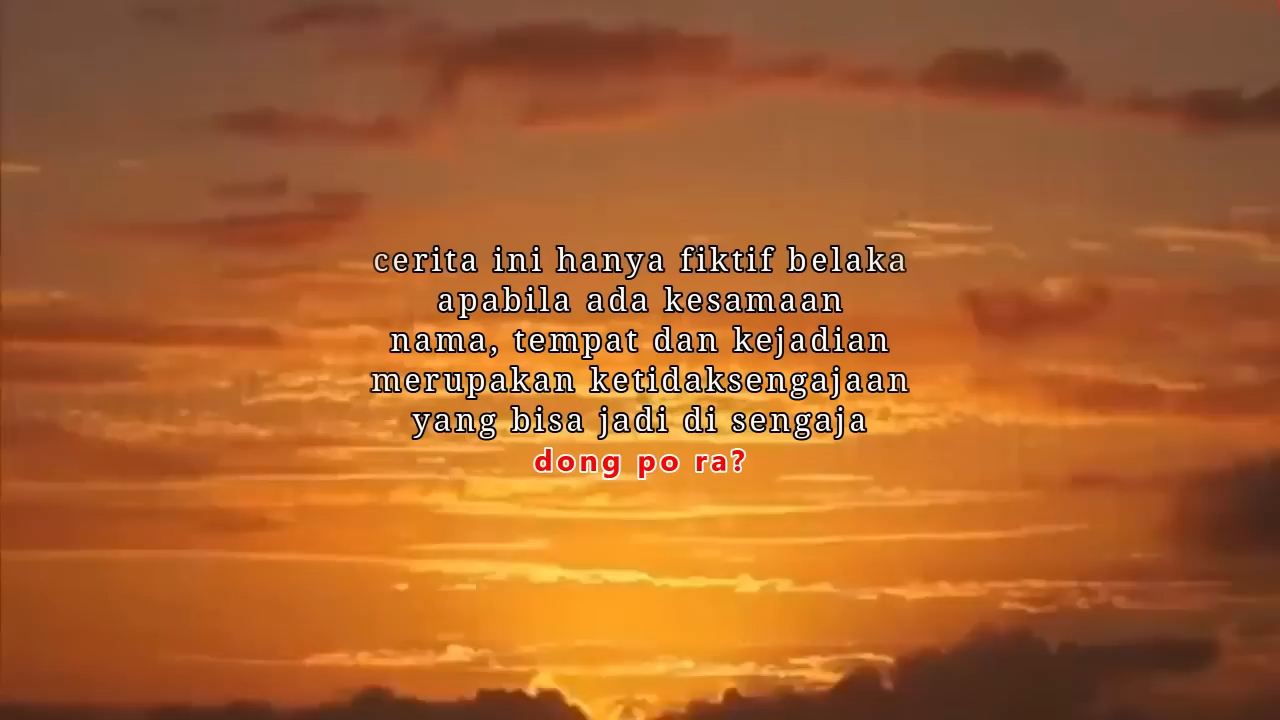 cerita ini hanya fiktif belaka
apabila ada kesamaan
nama, tempat dan kejadian
merupakan ketidaksengajaan
yang bisa jadi di sengaja
dong po ra?